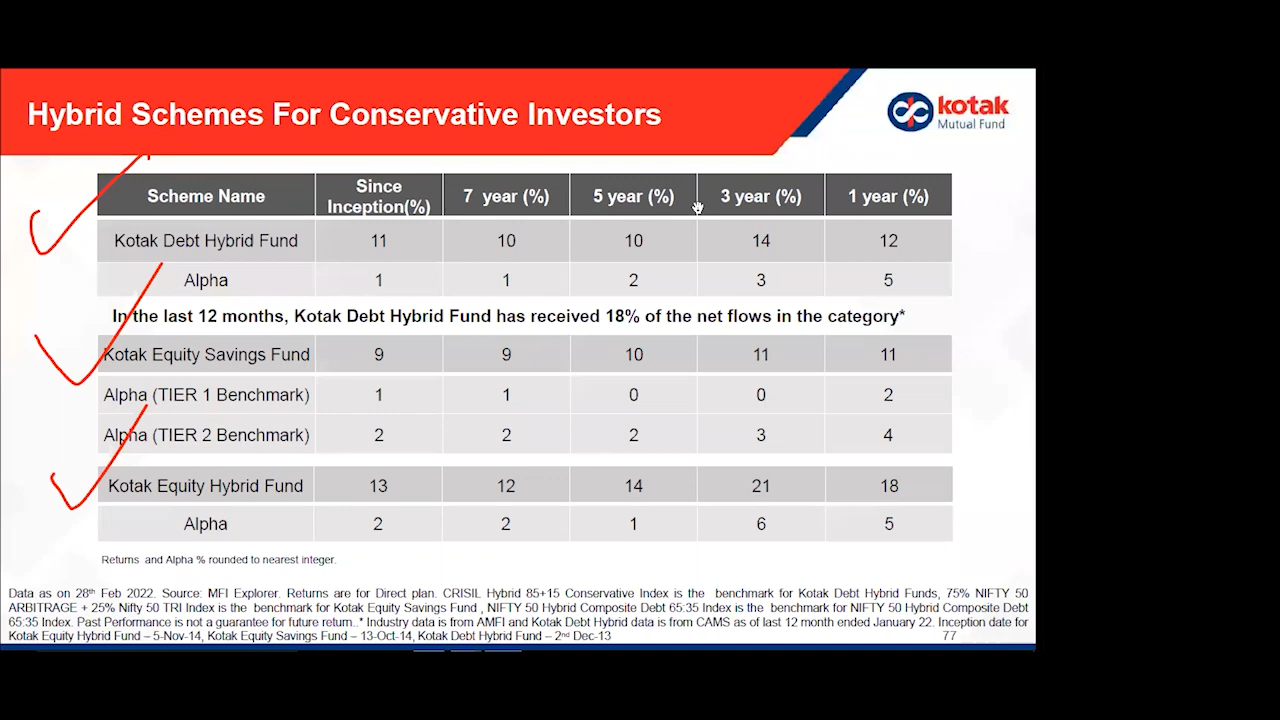 Hybrid Schemes For Conservative Investors
kotak
Mutual Fund
Scheme Name Since Inception(%) 7 year (%) 5 year (%) 3 year (%) 1 year (%)
Kotak Debt Hybrid Fund 11 10 10 14 12
Alpha 1 1 2 3 5
In the last 12 months, Kotak Debt Hybrid Fund has received 18% of the net flows in the category*
Kotak Equity Savings Fund 9 9 10 11 11
Alpha (TIER 1 Benchmark) 1 1 0 0 2
Alpha (TIER 2 Benchmark) 2 2 2 3 4
Kotak Equity Hybrid Fund 13 12 14 21 18
Alpha 2 2 1 6 5
Returns and Alpha % rounded to nearest integer.
Data as on 28th Feb 2022. Source: MFI Explorer. Returns are for Direct plan. CRISIL Hybrid 85+15 Conservative Index is the benchmark for Kotak Debt Hybrid Funds, 75% NIFTY 50
ARBITRAGE + 25% Nifty 50 TRI Index is the benchmark for Kotak Equity Savings Fund , NIFTY 50 Hybrid Composite Debt 65:35 Index is the benchmark for NIFTY 50 Hybrid Composite Debt
65:35 Index. Past Performance is not a guarantee for future return..* Industry data is from AMFI and Kotak Debt Hybrid data is from CAMS as of last 12 month ended January 22. Inception date for
Kotak Equity Hybrid Fund – 5-Nov-14, Kotak Equity Savings Fund – 13-Oct-14, Kotak Debt Hybrid Fund – 2nd Dec-13
77